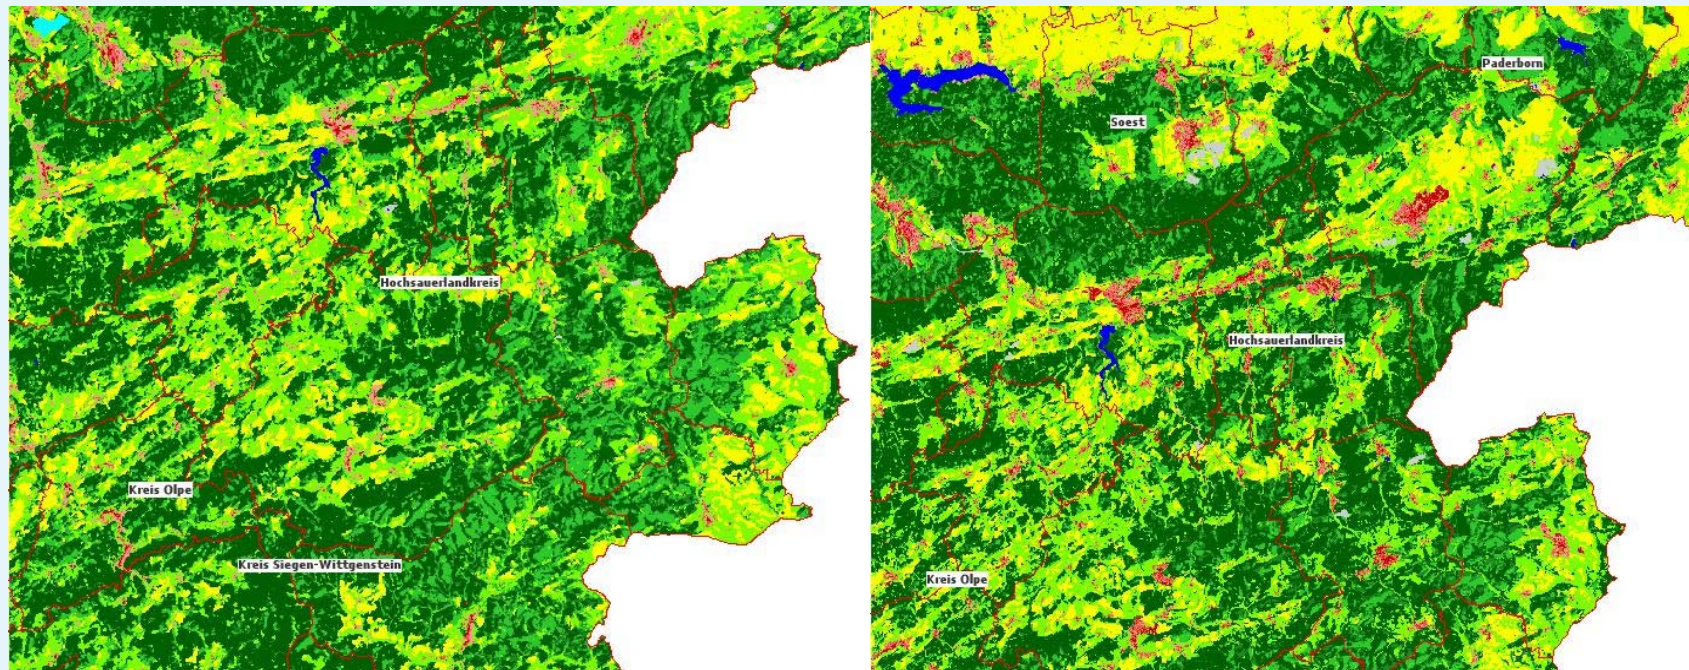 Hochsauerlandkreis
Kreis Olpe
Kreis Siegen-Wittgenstein
Paderborn
Soest
Hochsauerlandkreis
Kreis Olpe